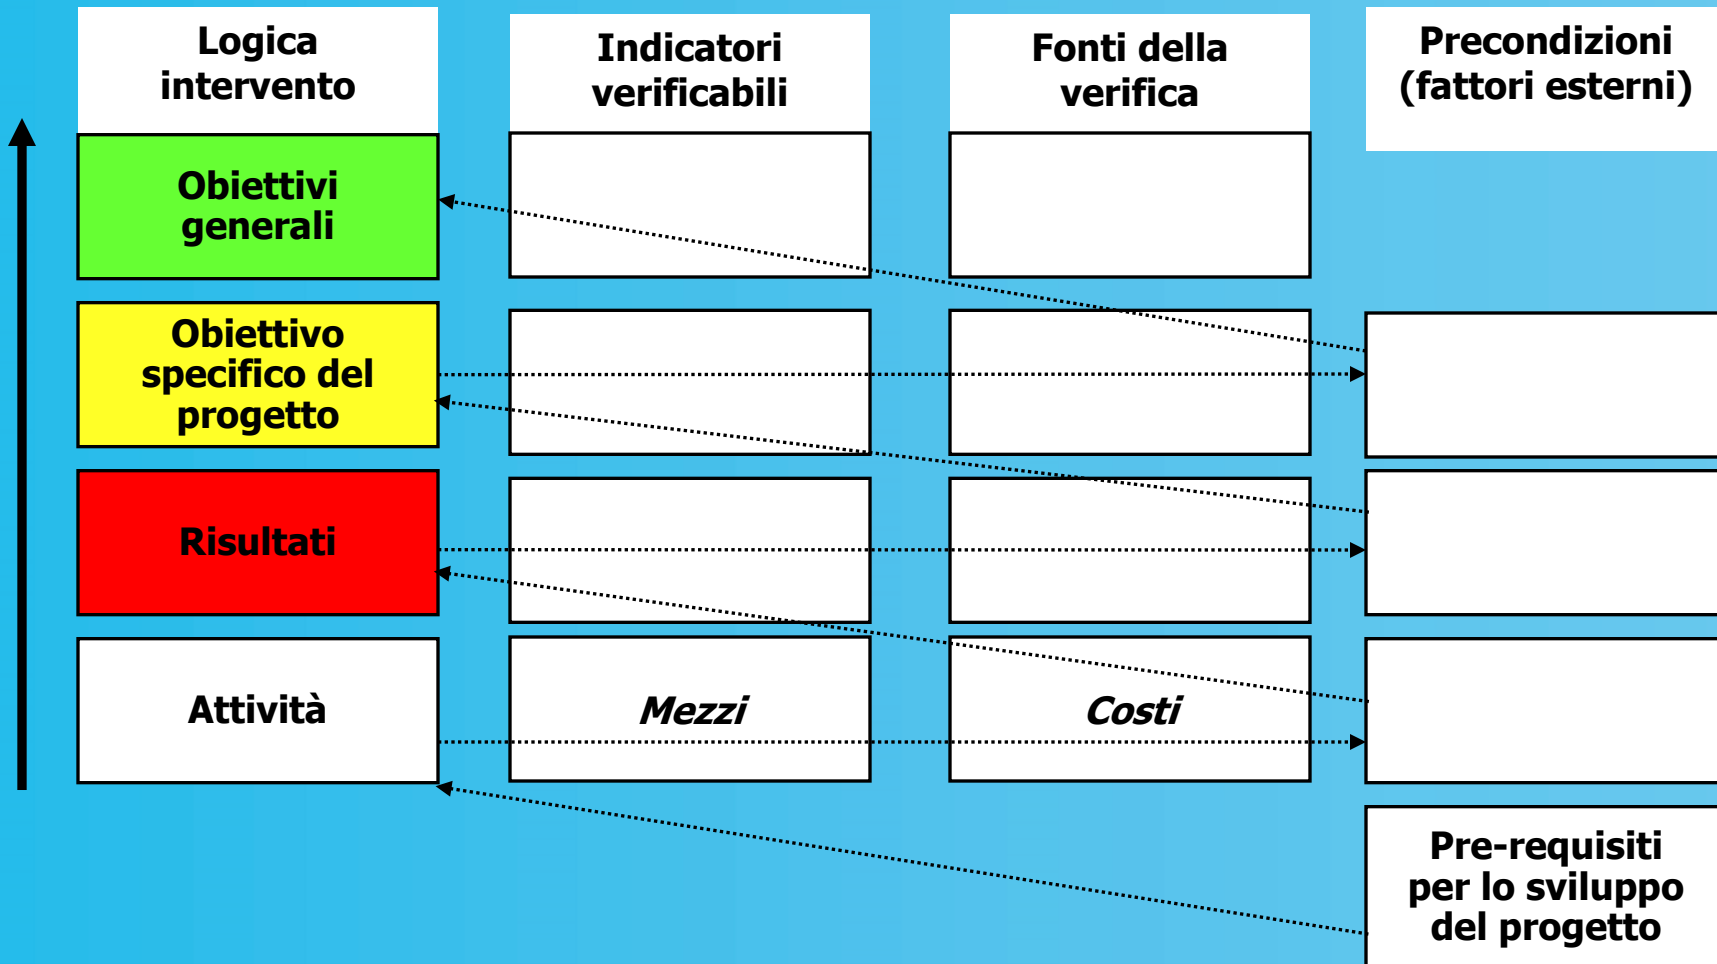 Logica
intervento
Indicatori
verificabili
Fonti della
verifica
Precondizioni
(fattori esterni)
Obiettivi
generali
Obiettivo
specifico del
progetto
Risultati
Attività
Mezzi
Costi
Pre-requisiti
per lo sviluppo
del progetto